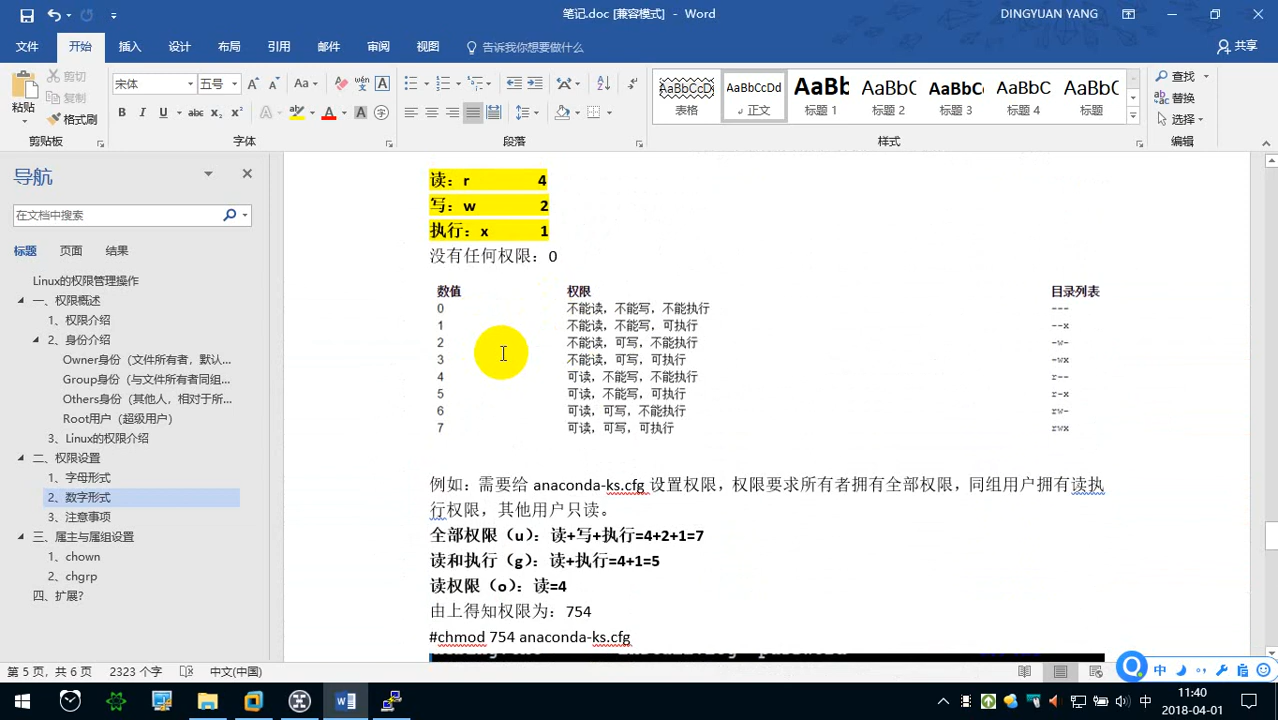 笔记.doc [兼容模式] - Word
DINGYUAN YANG
文件 开始 插入 设计 布局 引用 邮件 审阅 视图 告诉我你想要做什么 共享
粘贴
剪切
复制
格式刷
剪贴板
宋体 五号
字体
段落
AaBbCcDd 表格
AaBbCcDd 正文
AaBb 标题 1
AaBbC 标题 2
AaBbC 标题 3
AaBbC 标题 4
AaBbC 标题
样式
查找
替换
选择
编辑
导航
在文档中搜索
标题 页面 结果
Linux的权限管理操作
一、权限概述
1、权限介绍
2、身份介绍
Owner身份（文件所有者，默认...
Group身份（与文件所有者同组...
Others身份（其他人，相对于所...
Root用户（超级用户）
3、Linux的权限介绍
二、权限设置
1、字母形式
2、数字形式
3、注意事项
三、属主与属组设置
1、chown
2、chgrp
四、扩展？
读：r 4
写：w 2
执行：x 1
没有任何权限：0
数值 权限 目录列表
0 不能读，不能写，不能执行 ---
1 不能读，不能写，可执行 --x
2 不能读，可写，不能执行 -w-
3 不能读，可写，可执行 -wx
4 可读，不能写，不能执行 r--
5 可读，不能写，可执行 r-x
6 可读，可写，不能执行 rw-
7 可读，可写，可执行 rwx
例如：需要给 anaconda-ks.cfg 设置权限，权限要求所有者拥有全部权限，同组用户拥有读执
行权限，其他用户只读。
全部权限（u）：读+写+执行=4+2+1=7
读和执行（g）：读+执行=4+1=5
读权限（o）：读=4
由上得知权限为：754
#chmod 754 anaconda-ks.cfg
第 5 页，共 6 页 2323 个字 中文(中国)
中
中
11:40
2018-04-01